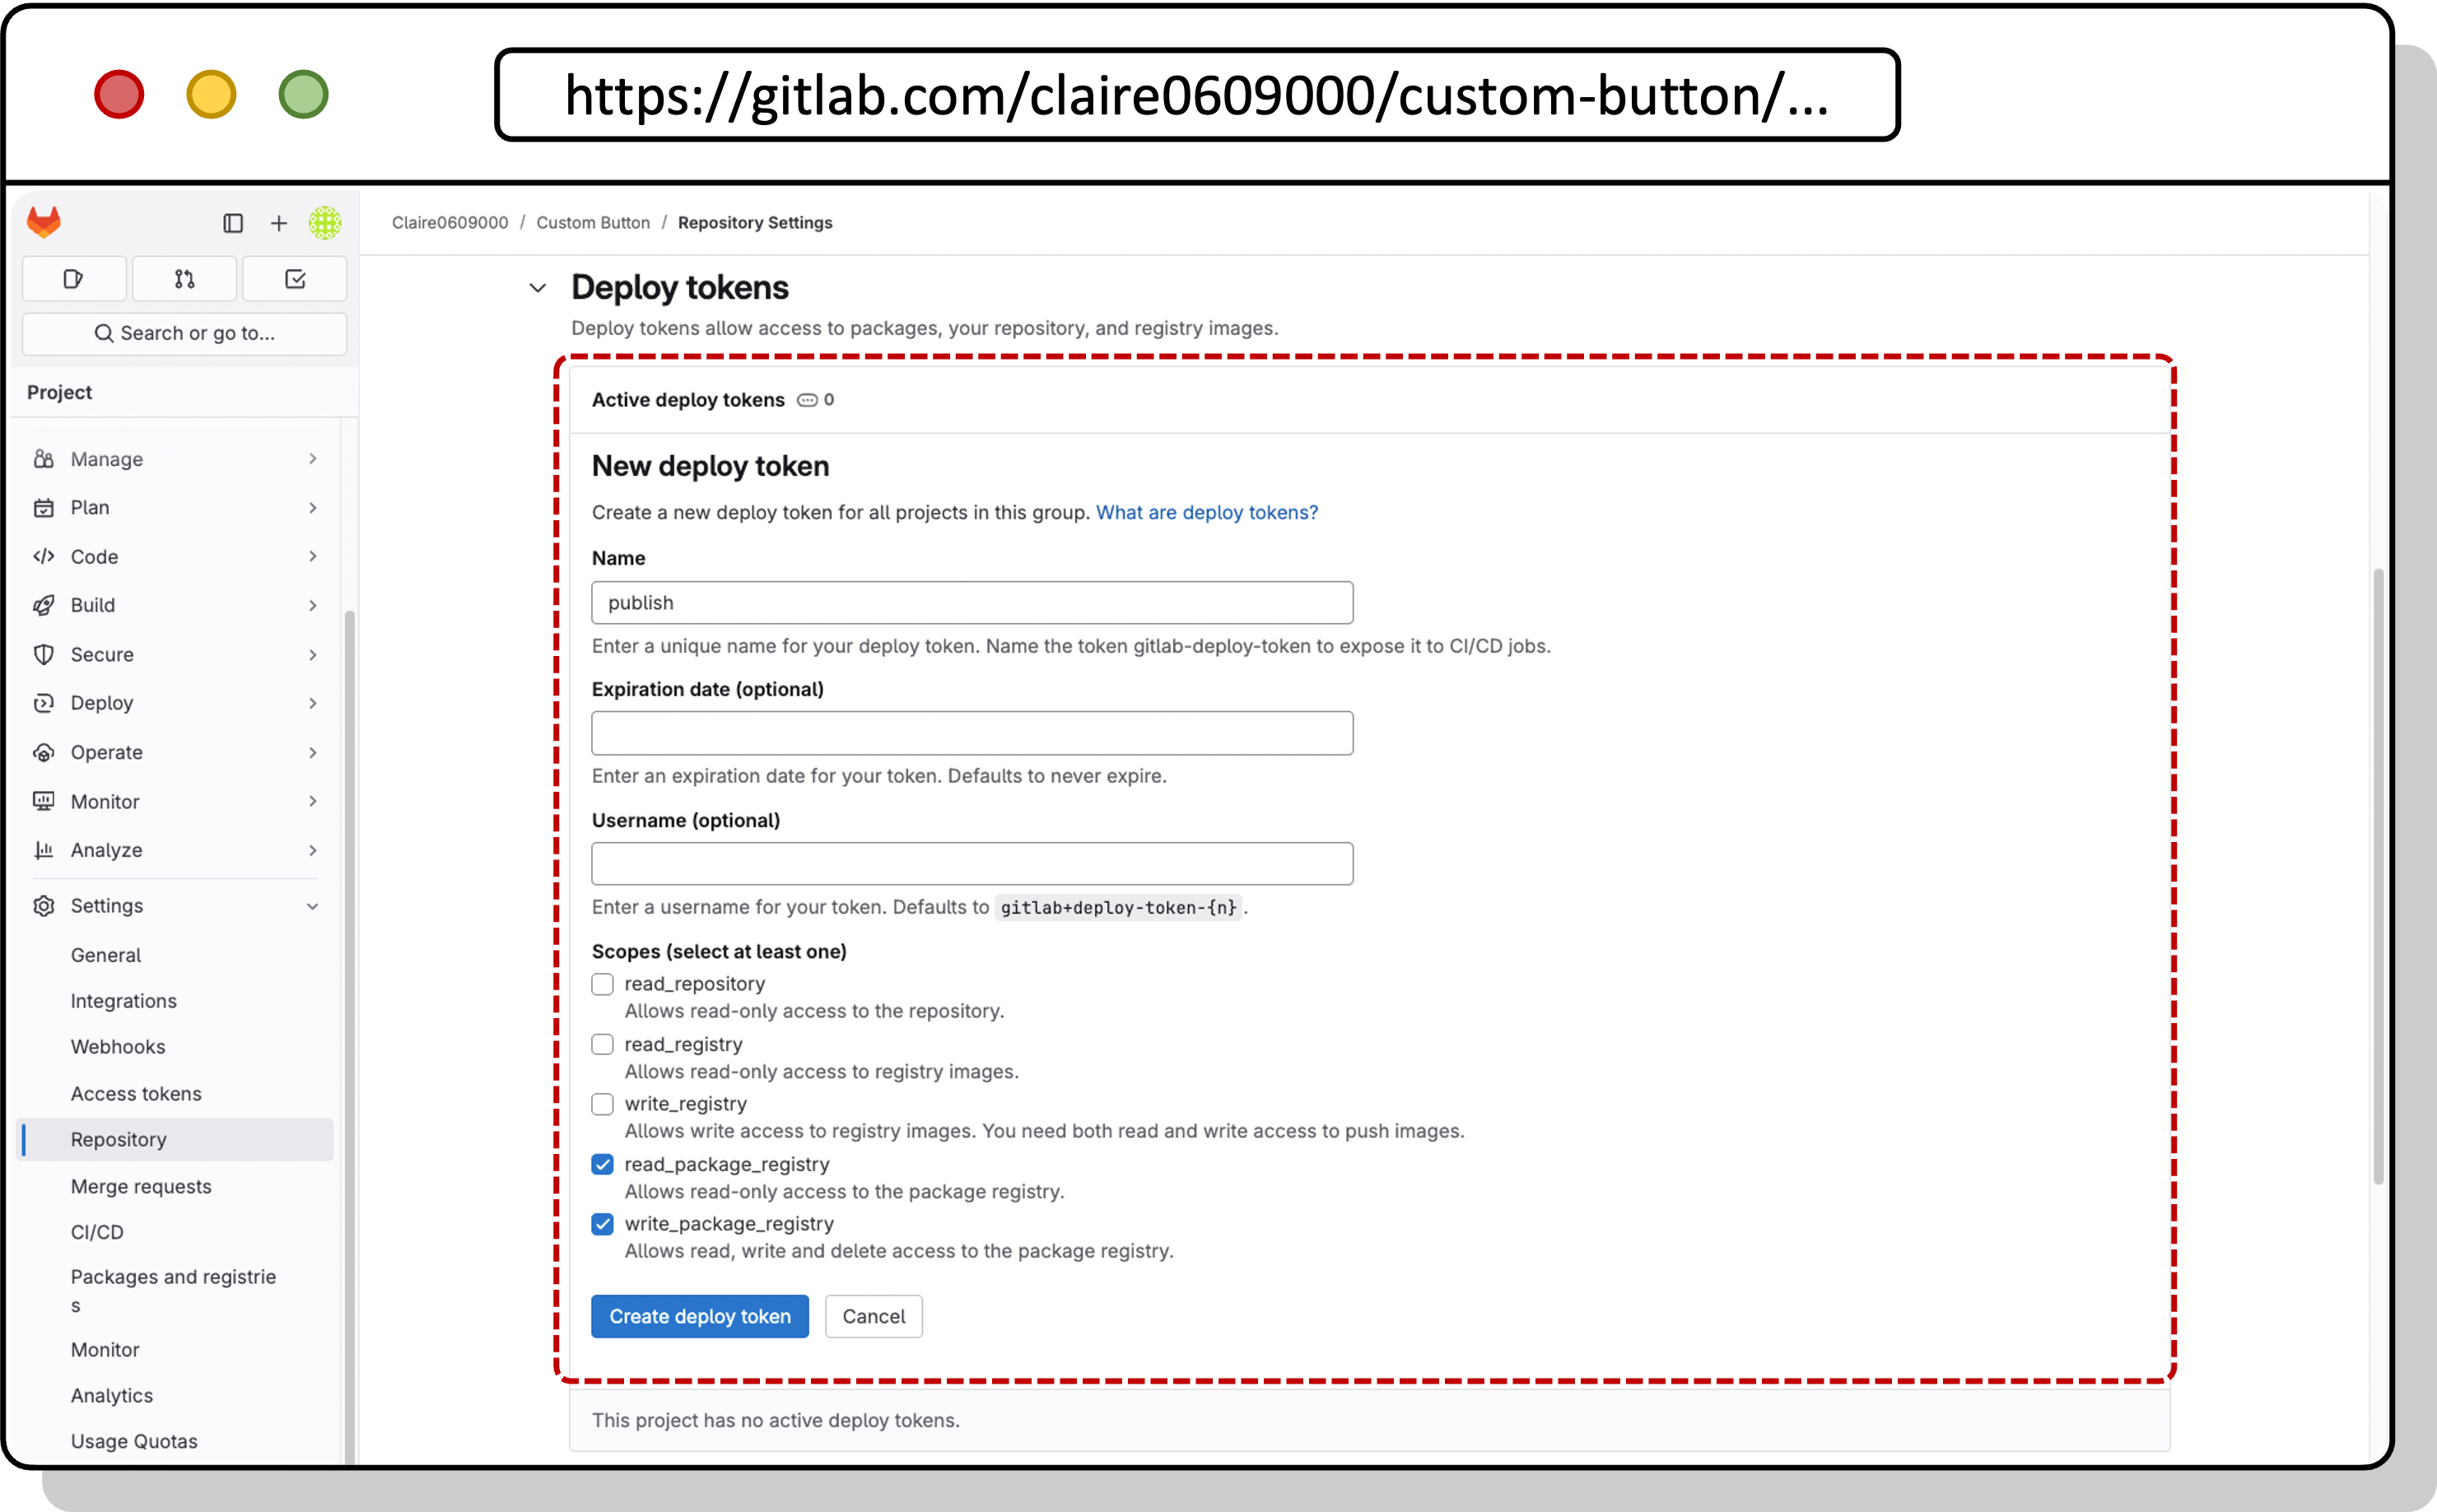 https://gitlab.com/claire0609000/custom-button/...
Claire0609000 / Custom Button / Repository Settings
Search or go to...
Project
Manage
Plan
Code
Build
Secure
Deploy
Operate
Monitor
Analyze
Settings
General
Integrations
Webhooks
Access tokens
Repository
Merge requests
CI/CD
Packages and registrie
s
Monitor
Analytics
Usage Quotas
Deploy tokens
Deploy tokens allow access to packages, your repository, and registry images.
Active deploy tokens 0
New deploy token
Create a new deploy token for all projects in this group. What are deploy tokens?
Name
publish
Enter a unique name for your deploy token. Name the token gitlab-deploy-token to expose it to CI/CD jobs.
Expiration date (optional)
Enter an expiration date for your token. Defaults to never expire.
Username (optional)
Enter a username for your token. Defaults to gitlab+deploy-token-{n}.
Scopes (select at least one)
read_repository
Allows read-only access to the repository.
read_registry
Allows read-only access to registry images.
write_registry
Allows write access to registry images. You need both read and write access to push images.
read_package_registry
Allows read-only access to the package registry.
write_package_registry
Allows read, write and delete access to the package registry.
Create deploy token Cancel
This project has no active deploy tokens.